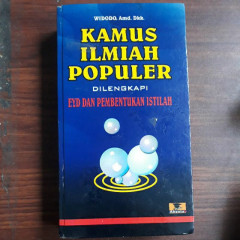 WIDODO, Amd. Dkk
KAMUS
ILMIAH
POPULER
DILENGKAPI
EYD DAN PEMBENTUKAN ISTILAH